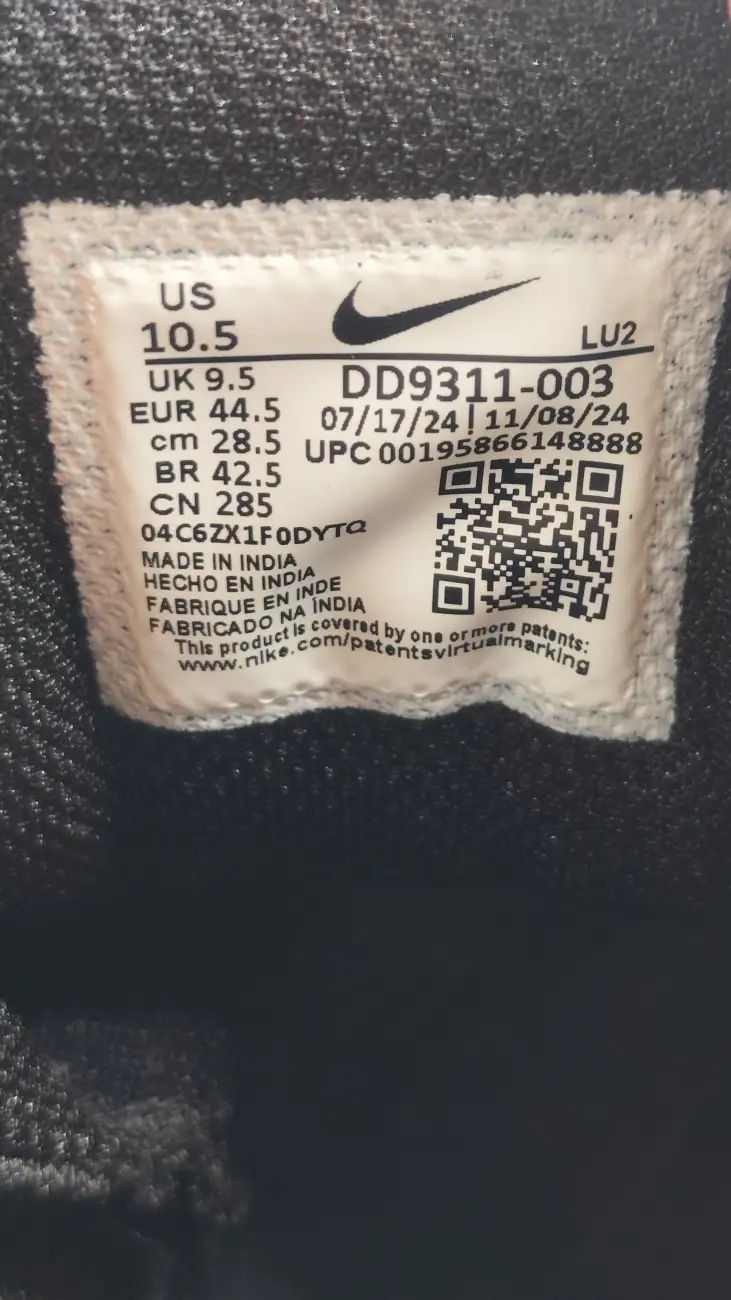 US
10.5
LU2
UK 9.5
EUR 44.5
cm 28.5
BR 42.5
CN 285
DD9311-003
07/17/24 | 11/08/24
UPC 00195866148888
04C6ZX1F0DYTQ
MADE IN INDIA
HECHO EN INDIA
FABRIQUE EN INDE
FABRICADO NA ÍNDIA
This product is covered by one or more patents:
www.nike.com/patentsvirtualmarking